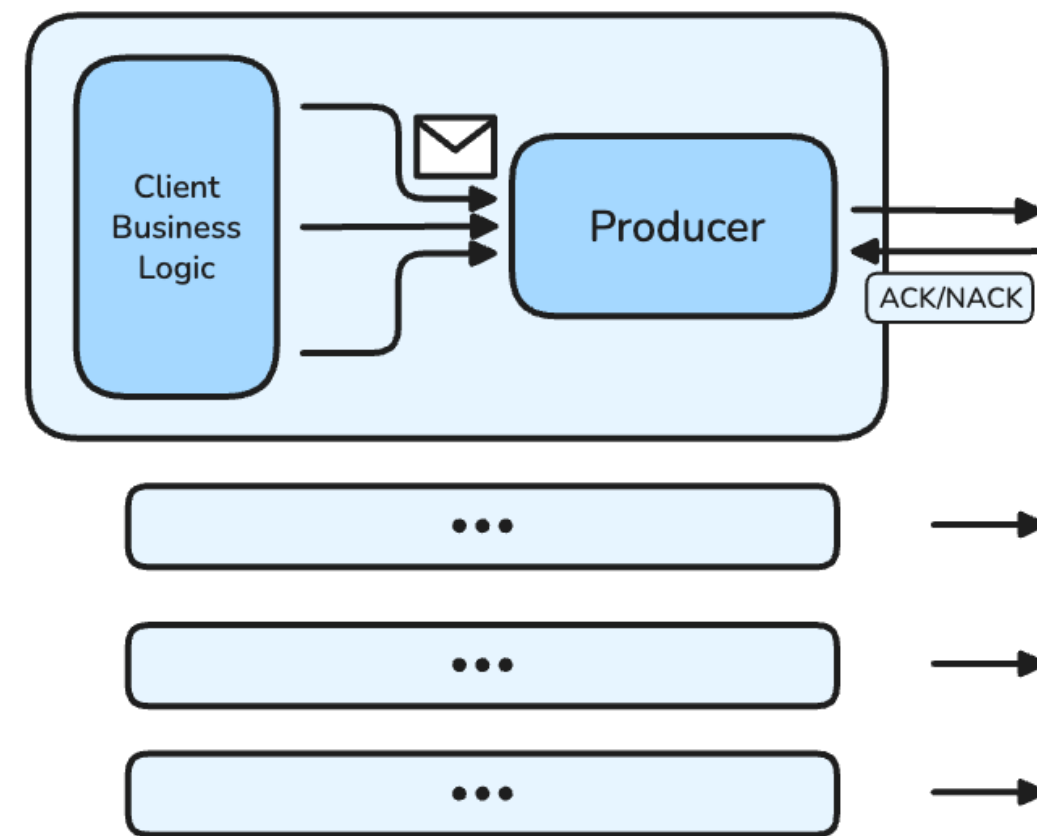 Client
Business
Logic
Producer
ACK/NACK
•••
•••
•••